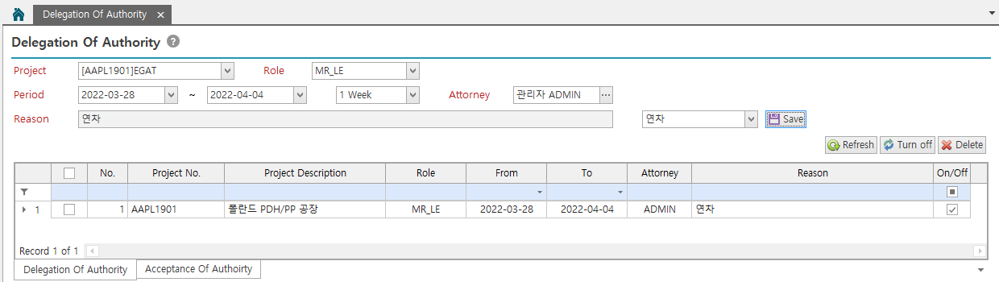 Delegation Of Authority
Delegation Of Authority ?
Project [AAPL1901]EGAT Role MR_LE
Period 2022-03-28 ~ 2022-04-04 1 Week Attorney 관리자 ADMIN ...
Reason 연차 연차 Save
Refresh Turn off Delete
No. Project No. Project Description Role From To Attorney Reason On/Off
1 1 AAPL1901 폴란드 PDH/PP 공장 MR_LE 2022-03-28 2022-04-04 ADMIN 연차
Record 1 of 1
Delegation Of Authority Acceptance Of Authoirty